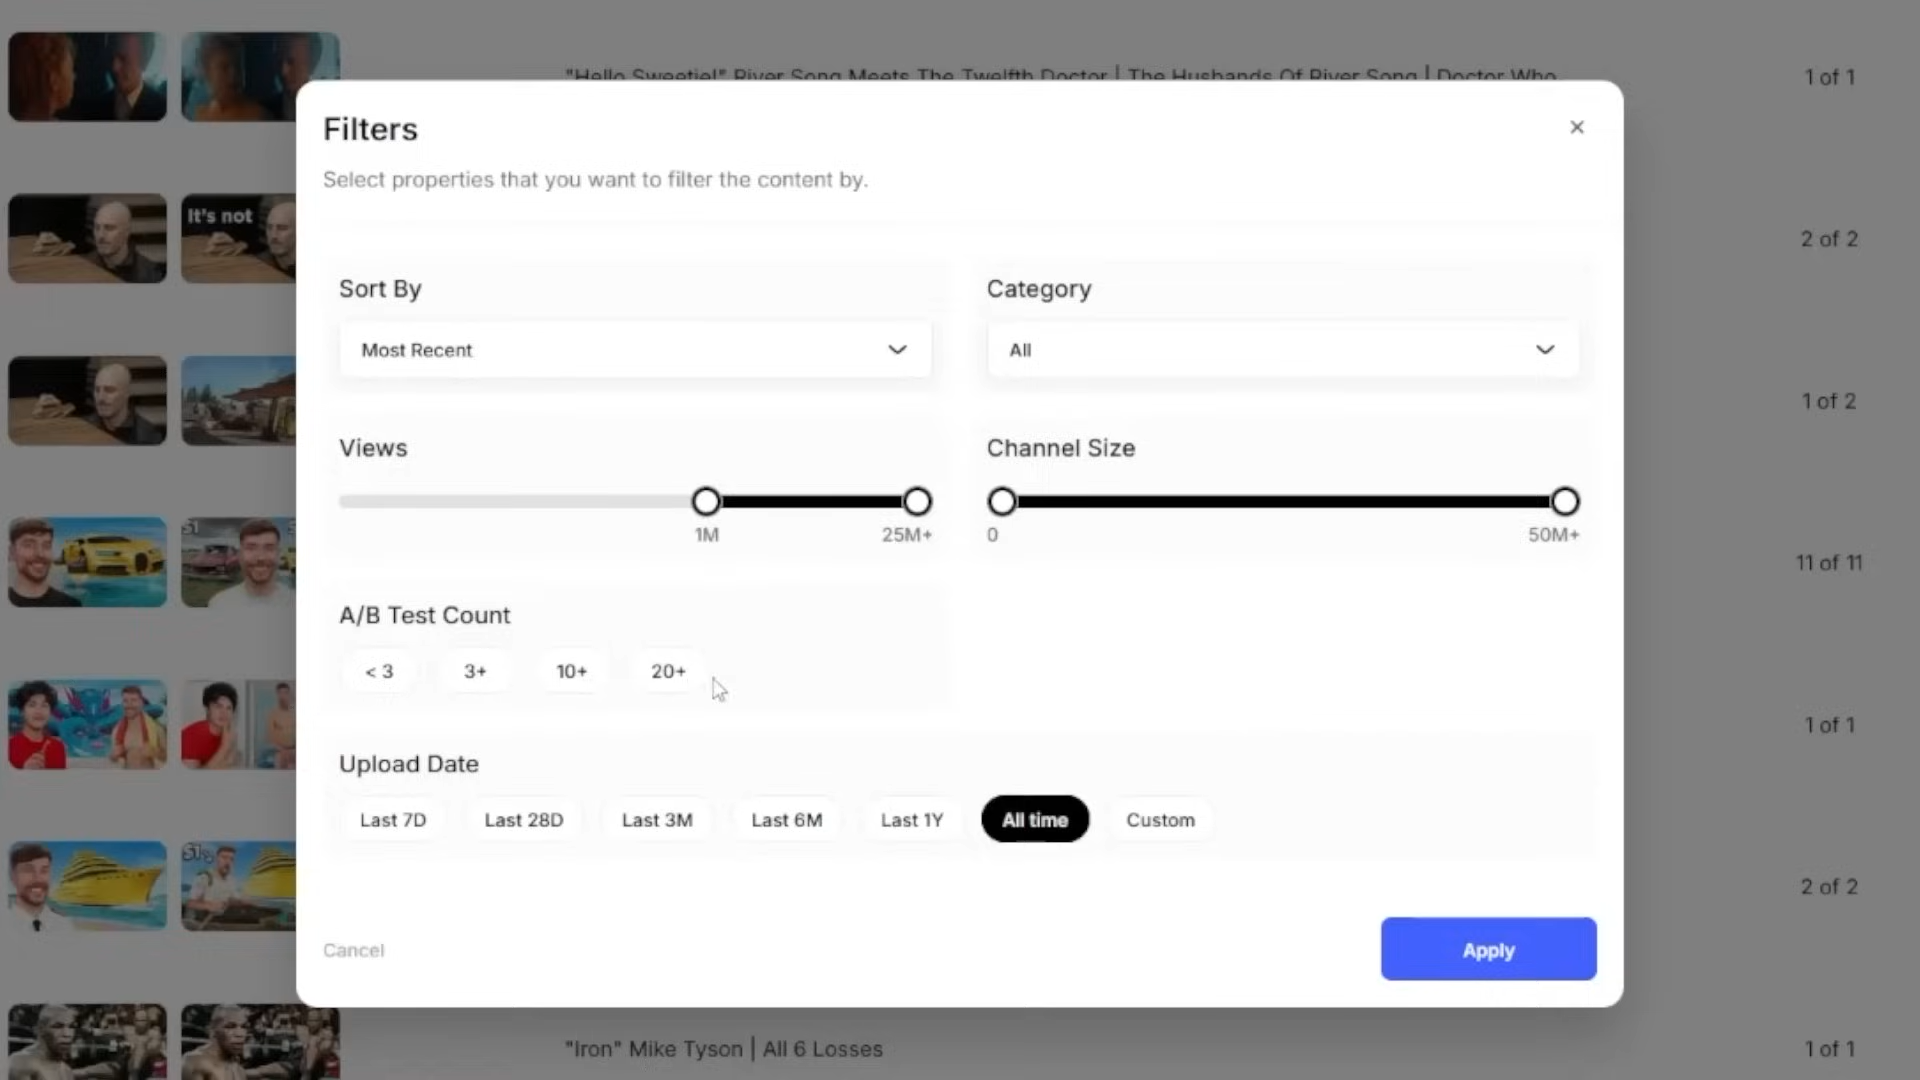 "Hello Sweetie!" River Song Meets The Twelfth Doctor | The Husbands Of River Song | Doctor Who
1 of 1
Filters
Select properties that you want to filter the content by.
It's not
2 of 2
Sort By
Category
Most Recent
All
1 of 2
Views
Channel Size
1M
25M+
0
50M+
$1
11 of 11
A/B Test Count
< 3
3+
10+
20+
1 of 1
Upload Date
Last 7D
Last 28D
Last 3M
Last 6M
Last 1Y
All time
Custom
$1
2 of 2
Cancel
Apply
"Iron" Mike Tyson | All 6 Losses
1 of 1